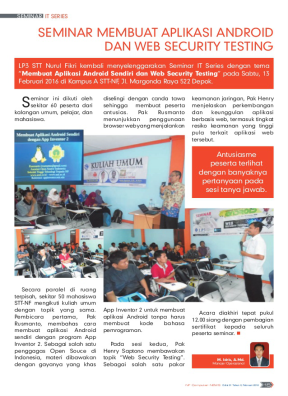 SEMINAR IT SERIES
SEMINAR MEMBUAT APLIKASI ANDROID
DAN WEB SECURITY TESTING
LP3 STT Nurul Fikri kembali menyelenggarakan Seminar IT Series dengan tema
"Membuat Aplikasi Android Sendiri dan Web Security Testing" pada Sabtu, 13
Februari 2016 di Kampus A STT-NF, Jl. Margonda Raya 522 Depok.
Seminar ini diikuti oleh
sekitar 60 peserta dari
kalangan umum, pelajar, dan
mahasiswa.
diselingi dengan canda tawa
sehingga membuat peserta
antusias. Pak Rusmanto
menunjukkan penggunaan
browser web yang menjalankan
keamanan jaringan, Pak Henry
menjelaskan perkembangan
dan keunggulan aplikasi
berbasis web, termasuk tingkat
resiko keamanan yang tinggi
pula terkait aplikasi web
tersebut.
Antusiasme
peserta terlihat
dengan banyaknya
pertanyaan pada
sesi tanya jawab.
Membuat Aplikasi Android Sendiri
dengan App Inventor 2
KULIAH UMUM
Secara paralel di ruang
terpisah, sekitar 50 mahasiswa
STT-NF mengikuti kuliah umum
dengan topik yang sama.
Pembicara pertama, Pak
Rusmanto, membahas cara
membuat aplikasi Android
sendiri dengan program App
Inventor 2. Sebagai salah satu
penggagas Open Source di
Indonesia, materi dibawakan
dengan gayanya yang khas
App Inventor 2 untuk membuat
aplikasi Android tanpa harus
membuat kode bahasa
pemrograman.
Pada sesi kedua, Pak
Henry Saptono membawakan
topik "Web Security Testing".
Sebagai salah satu pakar
Acara diakhiri tepat pukul
12.00 siang dengan pembagian
sertifikat kepada seluruh
peserta seminar.